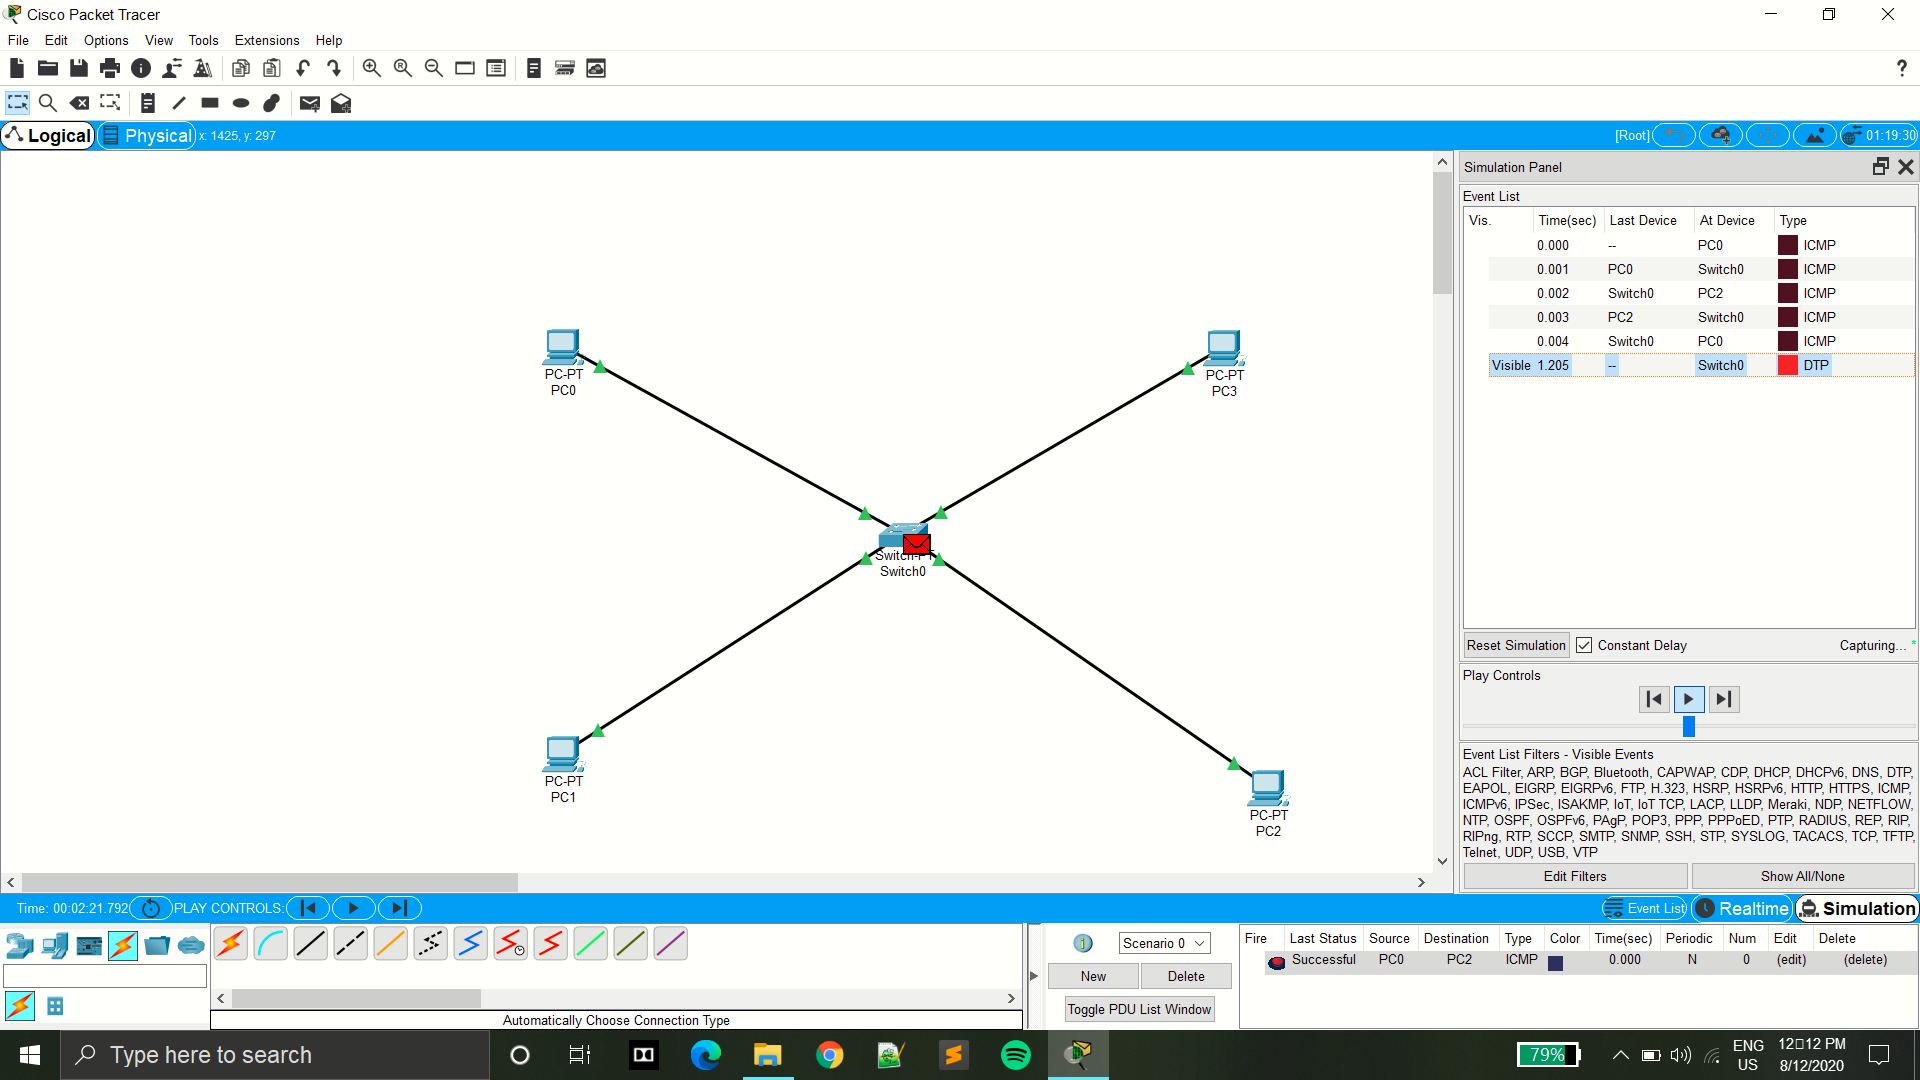 Cisco Packet Tracer
File Edit Options View Tools Extensions Help
Logical Physical x: 1425, y: 297 [Root] 01:19:30
Simulation Panel
Event List
Vis. Time(sec) Last Device At Device Type
0.000 -- PC0 ICMP
0.001 PC0 Switch0 ICMP
0.002 Switch0 PC2 ICMP
0.003 PC2 Switch0 ICMP
0.004 Switch0 PC0 ICMP
Visible 1.205 -- Switch0 DTP
PC-PT
PC0
PC-PT
PC3
Switch-PT
Switch0
PC-PT
PC1
PC-PT
PC2
Reset Simulation Constant Delay Capturing... *
Play Controls
Event List Filters - Visible Events
ACL Filter, ARP, BGP, Bluetooth, CAPWAP, CDP, DHCP, DHCPv6, DNS, DTP,
EAPOL, EIGRP, EIGRPv6, FTP, H.323, HSRP, HSRPv6, HTTP, HTTPS, ICMP,
ICMPv6, IPSec, ISAKMP, IoT, IoT TCP, LACP, LLDP, Meraki, NDP, NETFLOW,
NTP, OSPF, OSPFv6, PAgP, POP3, PPP, PPPoED, PTP, RADIUS, REP, RIP,
RIPng, RTP, SCCP, SMTP, SNMP, SSH, STP, SYSLOG, TACACS, TCP, TFTP,
Telnet, UDP, USB, VTP
Edit Filters Show All/None
Time: 00:02:21.792 PLAY CONTROLS: Event List Realtime Simulation
Scenario 0
New Delete
Toggle PDU List Window
Fire Last Status Source Destination Type Color Time(sec) Periodic Num Edit Delete
Successful PC0 PC2 ICMP 0.000 N 0 (edit) (delete)
Automatically Choose Connection Type
Type here to search
79%
ENG
US
12▯12 PM
8/12/2020